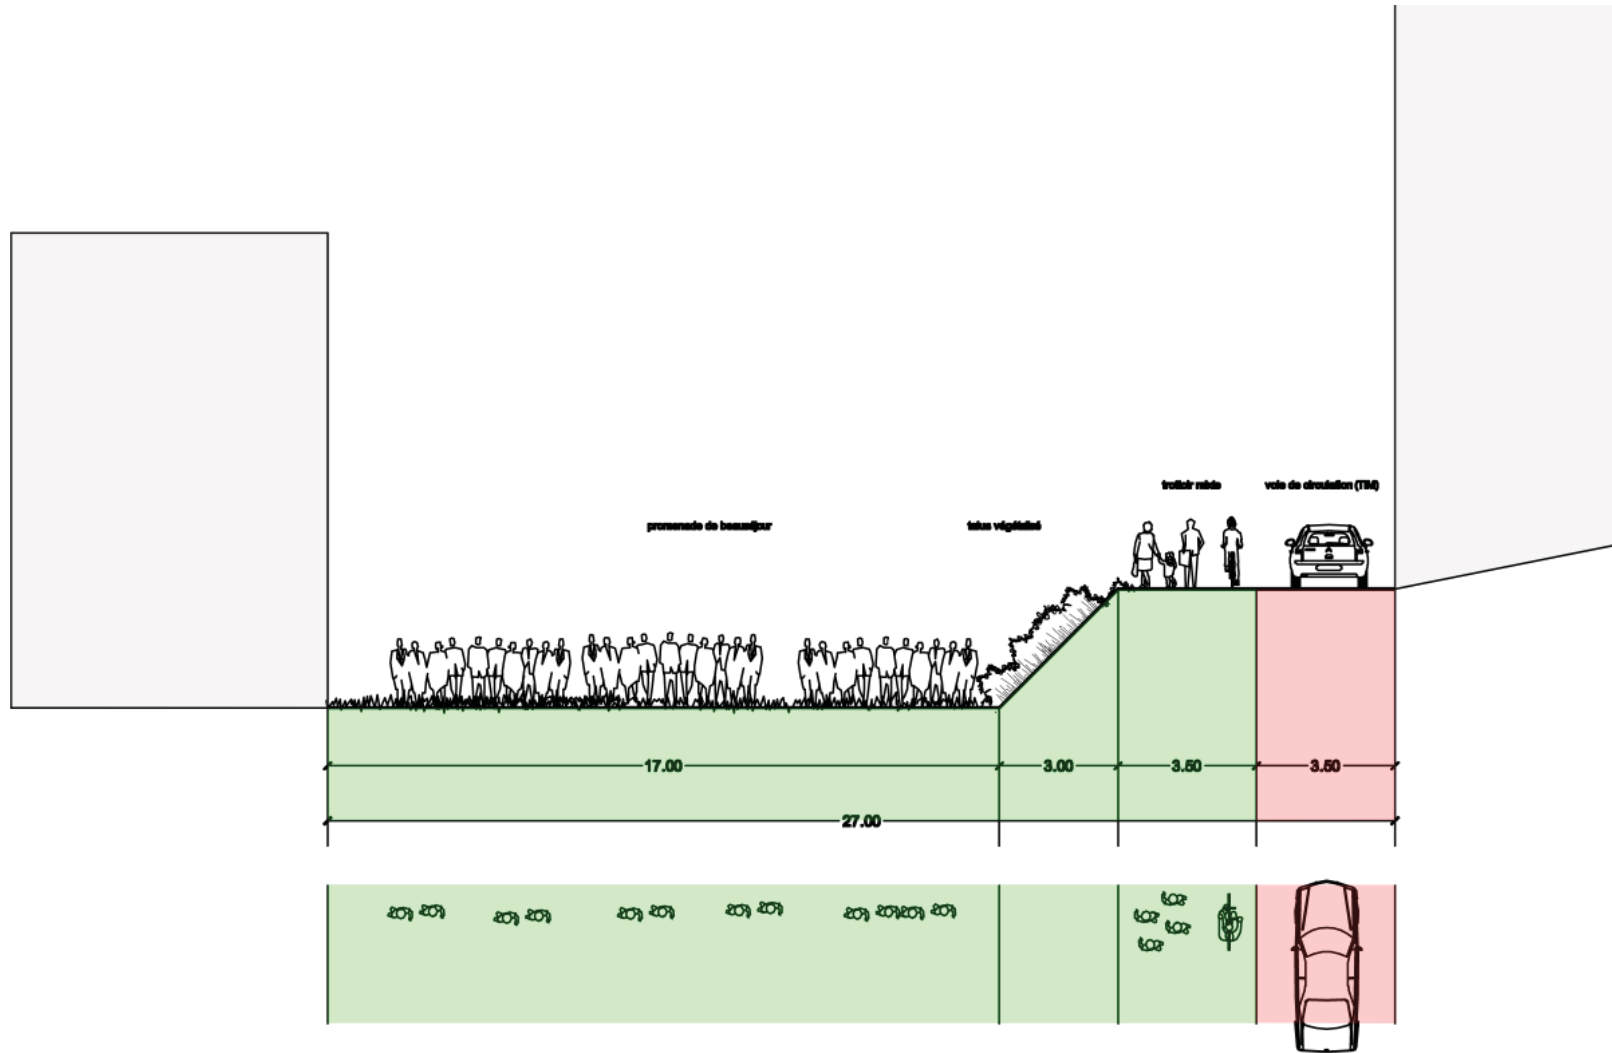 trottoir mixte
voie de circulation (TIM)
promenade de beauséjour
talus végétalisé
17.00
3.00
3.50
3.50
27.00